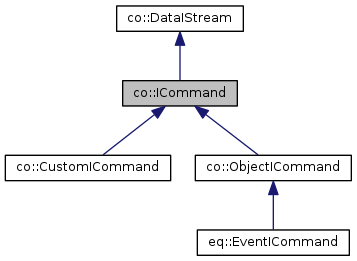 co::DataIStream
co::ICommand
co::CustomICommand
co::ObjectICommand
eq::EventICommand